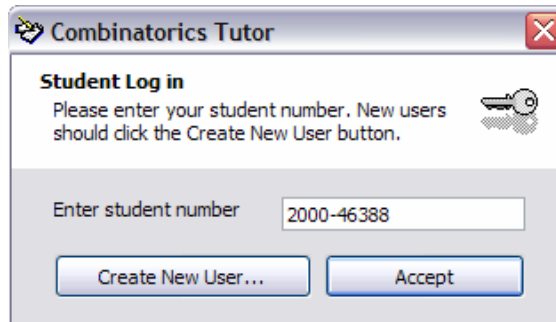 Combinatorics Tutor
Student Log in
Please enter your student number. New users
should click the Create New User button.
Enter student number 2000-46388
Create New User... Accept